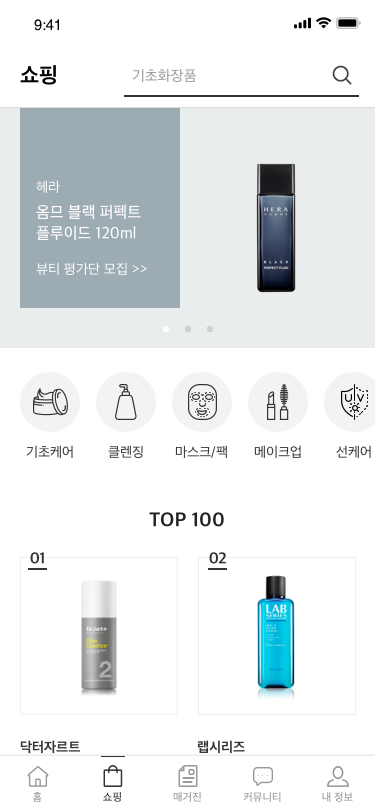 9:41
쇼핑
기초화장품
헤라
옴므 블랙 퍼펙트
플루이드 120ml
뷰티 평가단 모집 >>
HERA
HOMME
BLACK
PERFECT FLUID
UV
기초케어
클렌징
마스크/팩
메이크업
선케어
TOP 100
01
02
Dr.Jart+
2
LAB
SERIES
닥터자르트
랩시리즈
홈
쇼핑
매거진
커뮤니티
내 정보